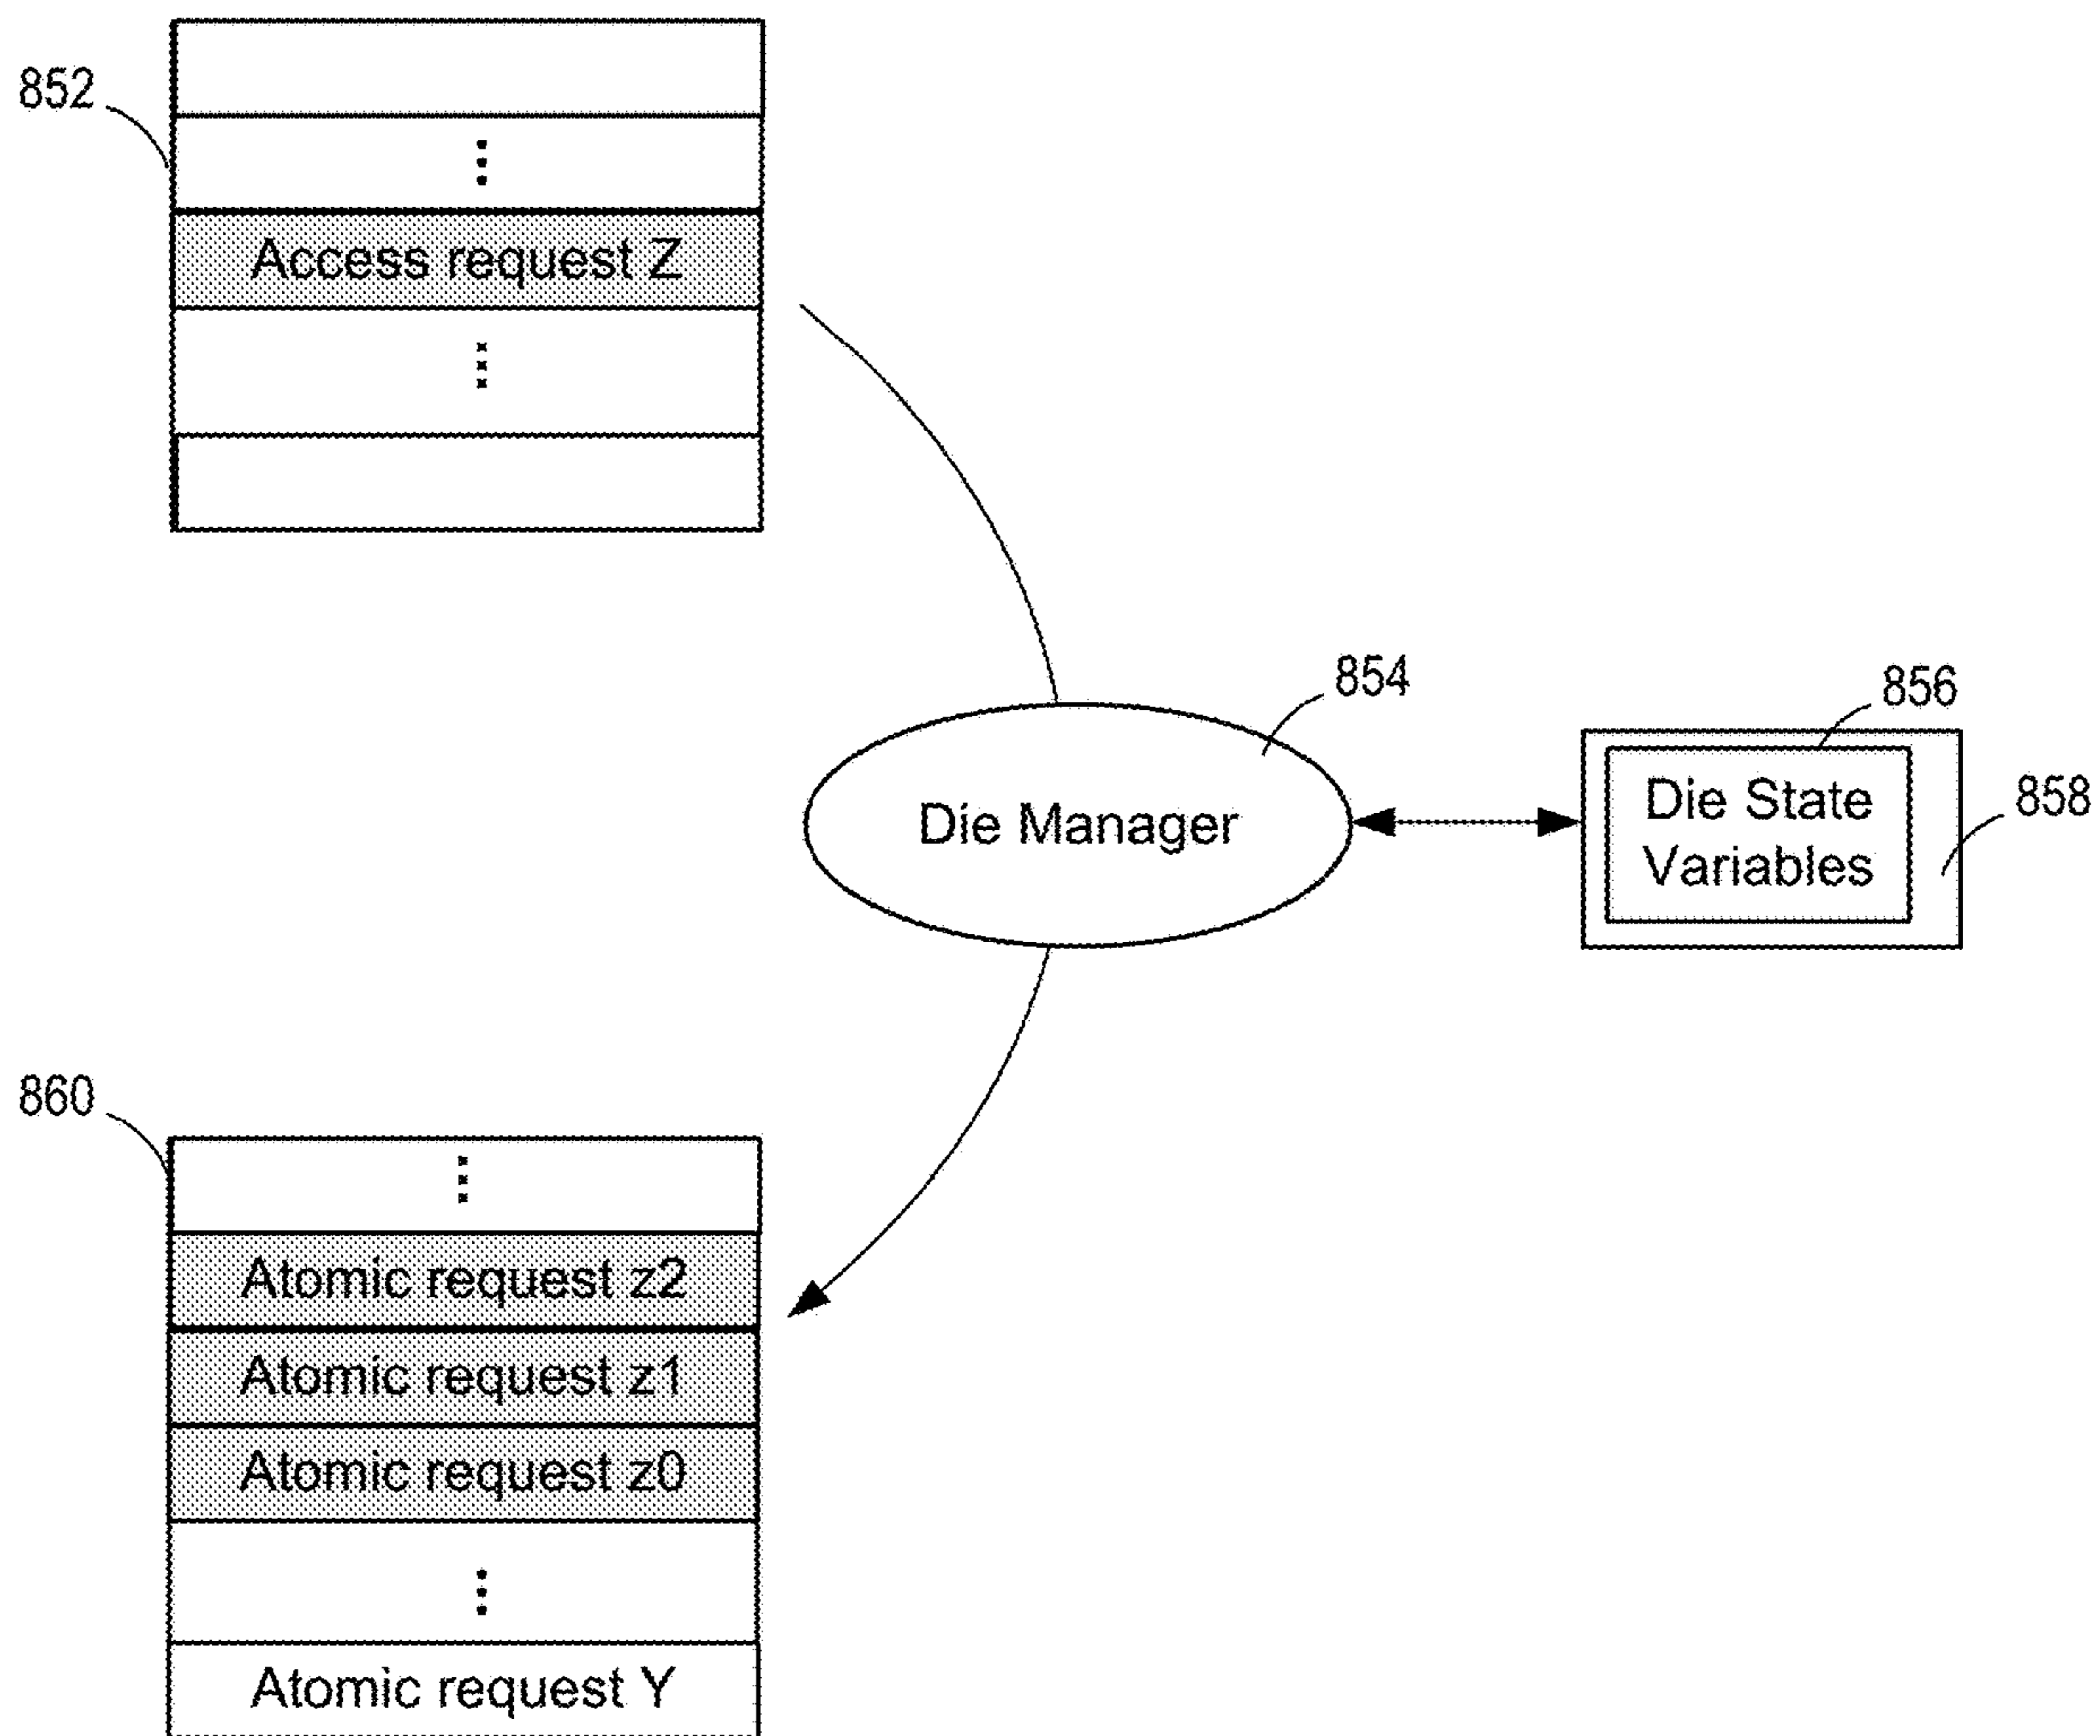 852
Access request Z
854
856
Die State
Variables
858
Die Manager
860
Atomic request z2
Atomic request z1
Atomic request z0
Atomic request Y